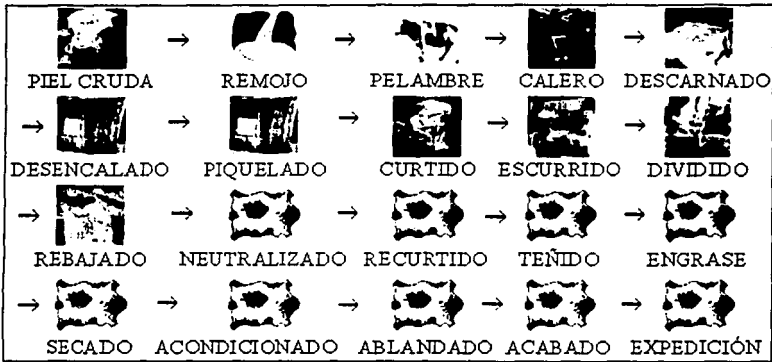 → → → →
PIEL CRUDA REMOJO PELAMBRE CALERO DESCARNADO
→ → → → →
DESENCALADO PIQUELADO CURTIDO ESCURRIDO DIVIDIDO
→ → → → →
REBAJADO NEUTRALIZADO RECURTIDO TEÑIDO ENGRASE
→ → → → →
SECADO ACONDICIONADO ABLANDADO ACABADO EXPEDICIÓN